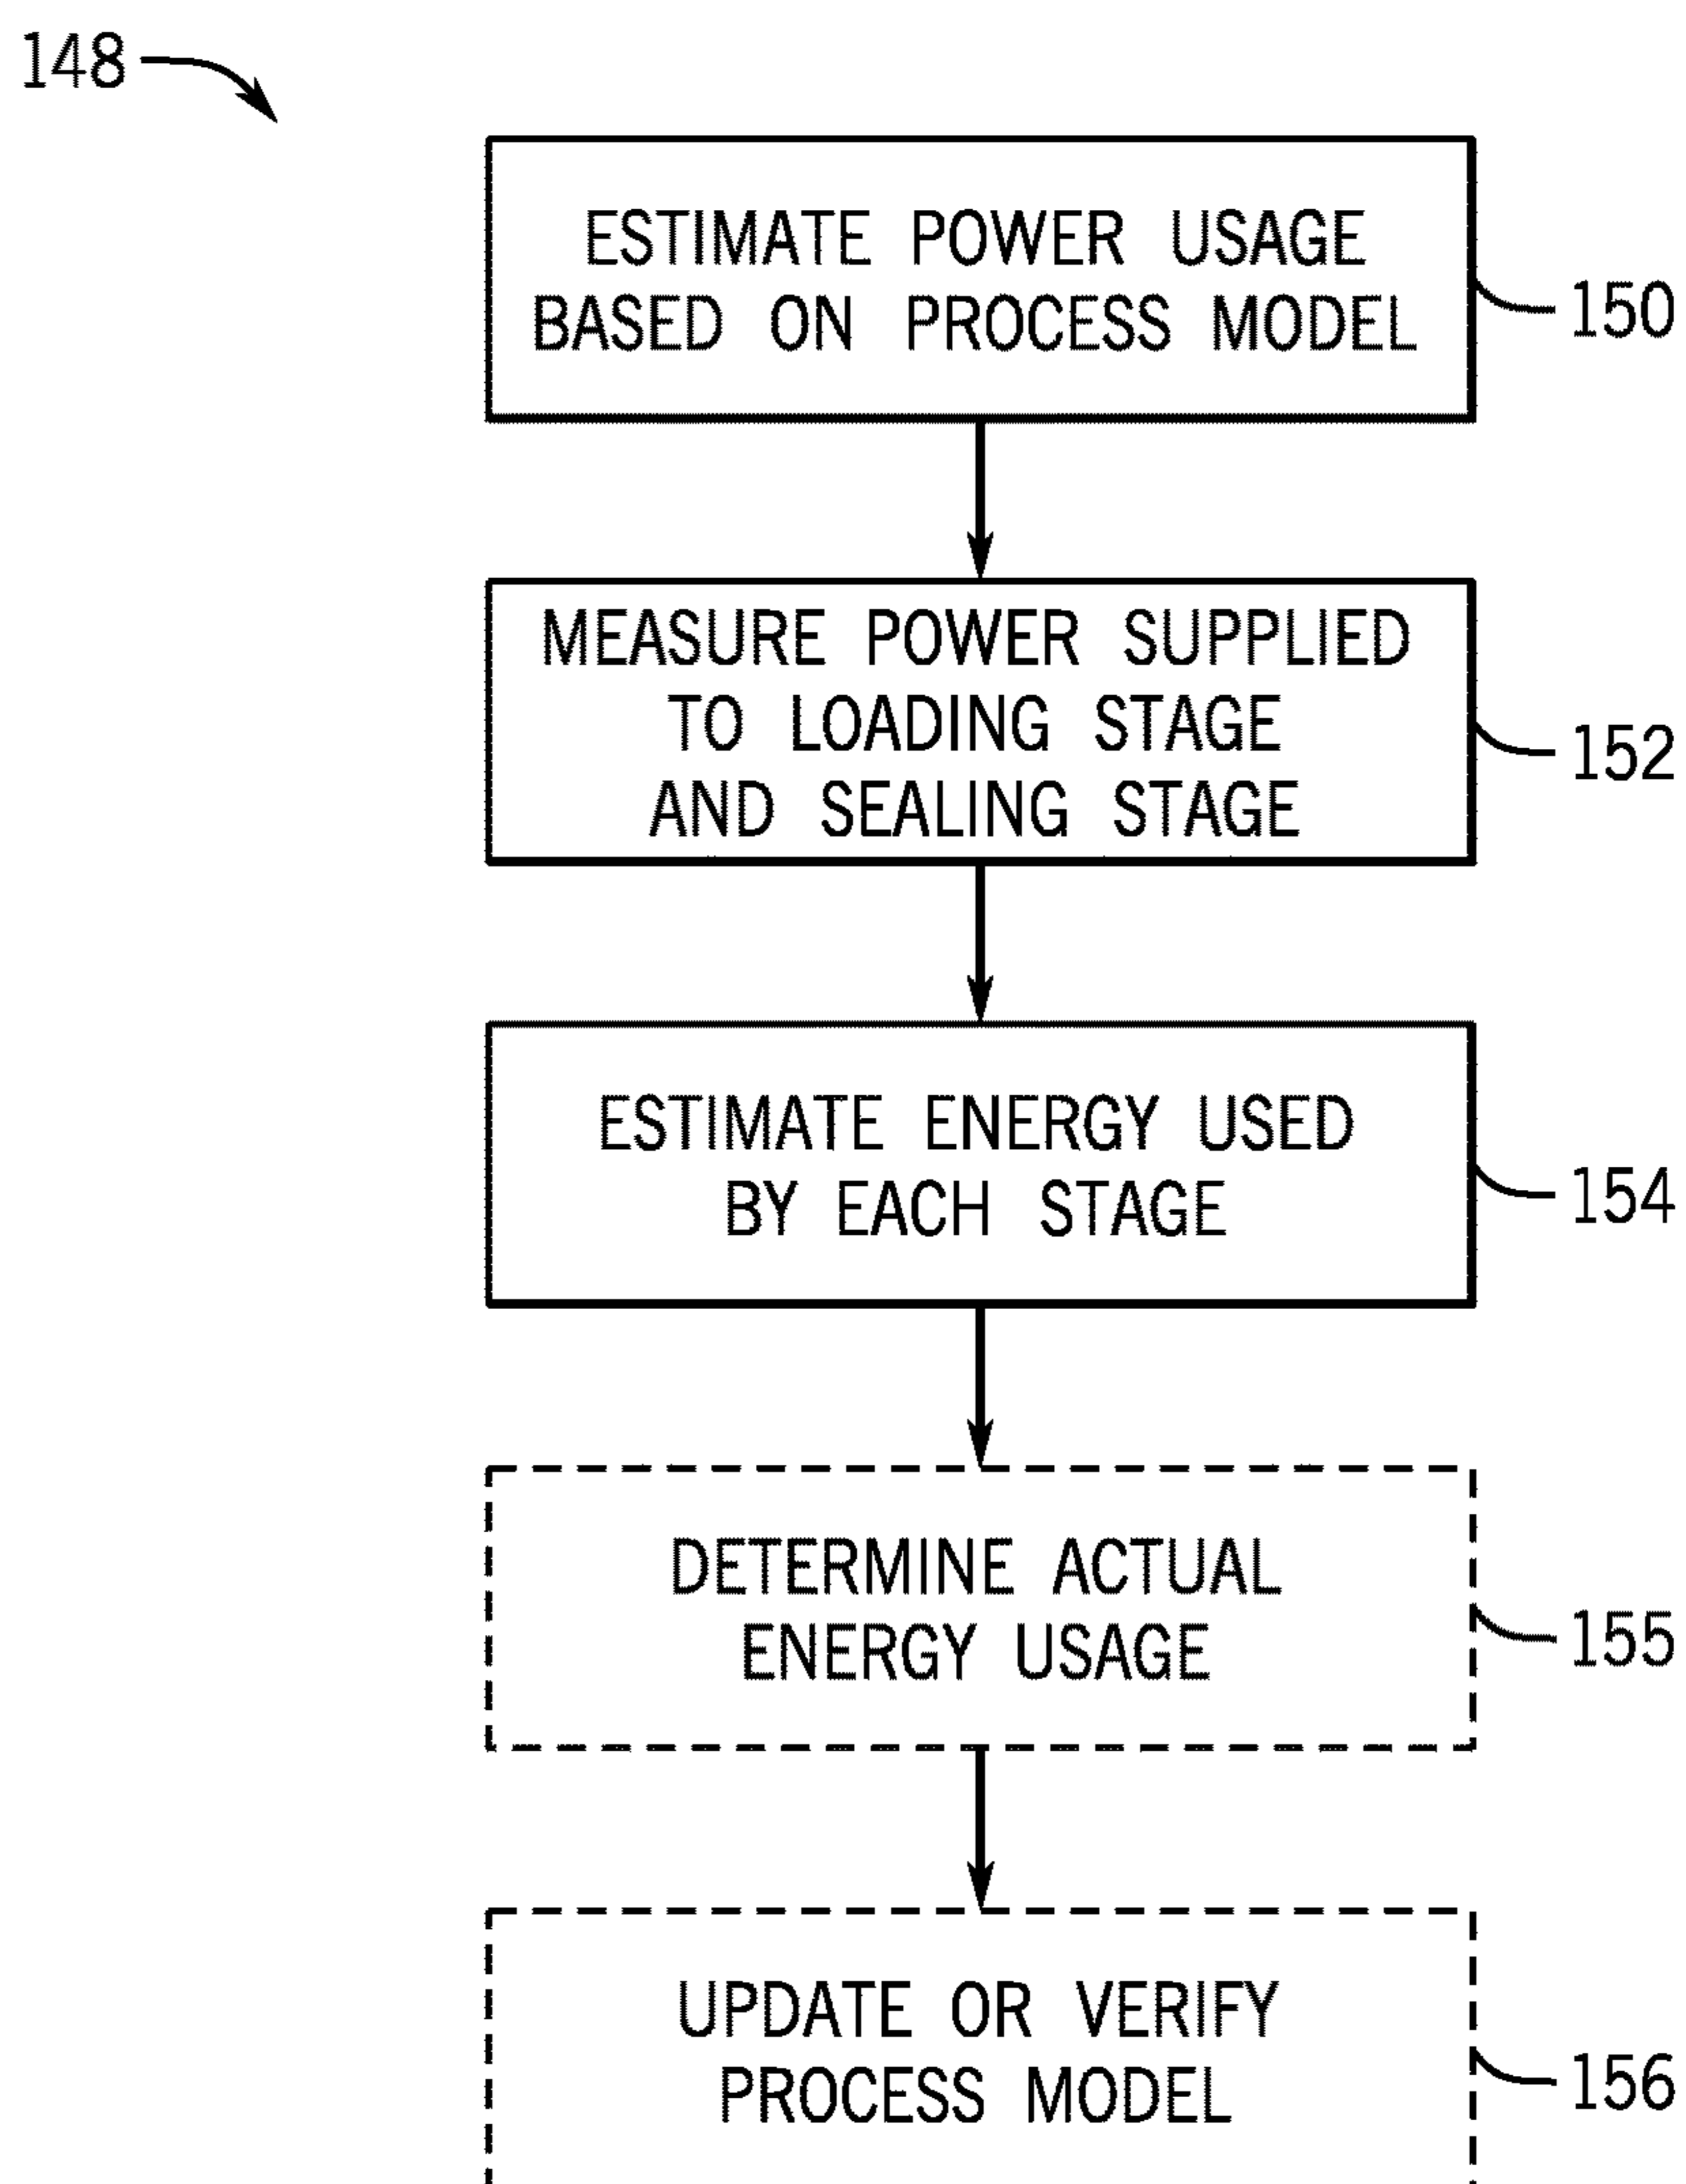 148
ESTIMATE POWER USAGE
BASED ON PROCESS MODEL
150
MEASURE POWER SUPPLIED
TO LOADING STAGE
AND SEALING STAGE
152
ESTIMATE ENERGY USED
BY EACH STAGE
154
DETERMINE ACTUAL
ENERGY USAGE
155
UPDATE OR VERIFY
PROCESS MODEL
156